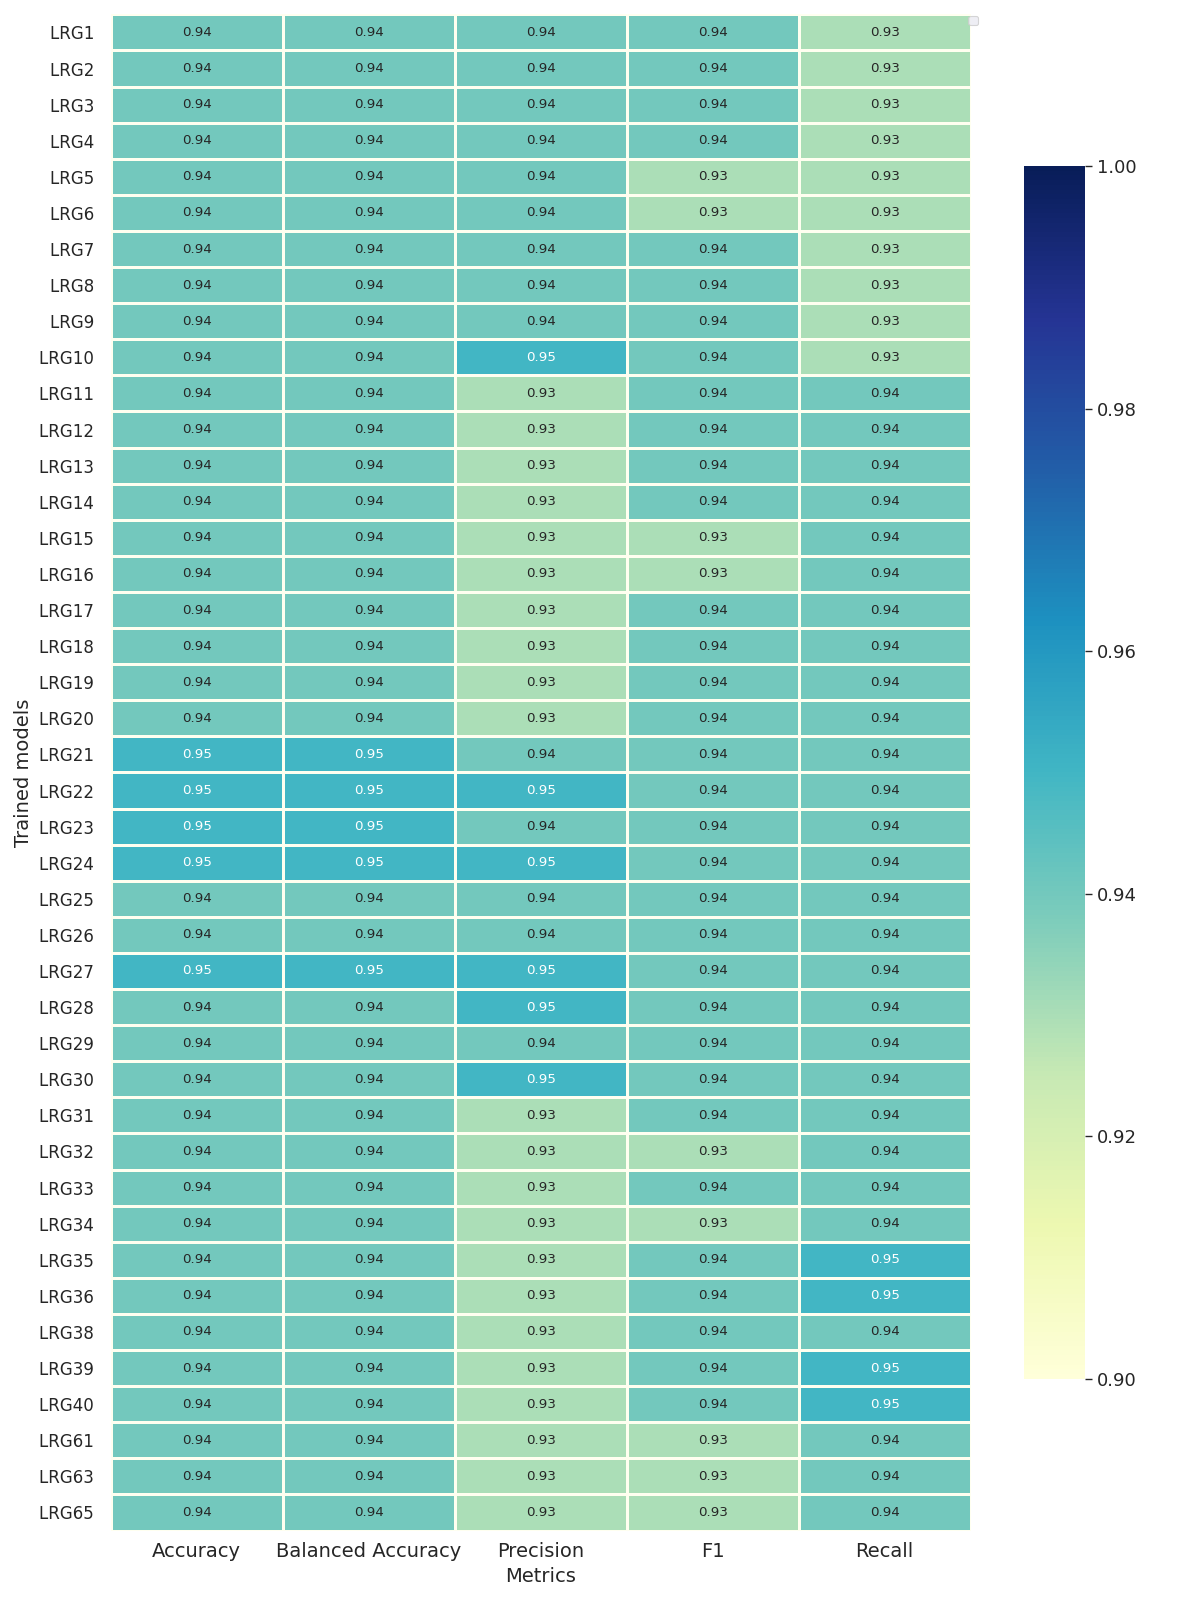 LRG1 0.94 0.94 0.94 0.94 0.93
LRG2 0.94 0.94 0.94 0.94 0.93
LRG3 0.94 0.94 0.94 0.94 0.93
LRG4 0.94 0.94 0.94 0.94 0.93
LRG5 0.94 0.94 0.94 0.93 0.93
LRG6 0.94 0.94 0.94 0.93 0.93
LRG7 0.94 0.94 0.94 0.94 0.93
LRG8 0.94 0.94 0.94 0.94 0.93
LRG9 0.94 0.94 0.94 0.94 0.93
LRG10 0.94 0.94 0.95 0.94 0.93
LRG11 0.94 0.94 0.93 0.94 0.94
LRG12 0.94 0.94 0.93 0.94 0.94
LRG13 0.94 0.94 0.93 0.94 0.94
LRG14 0.94 0.94 0.93 0.94 0.94
LRG15 0.94 0.94 0.93 0.93 0.94
LRG16 0.94 0.94 0.93 0.93 0.94
LRG17 0.94 0.94 0.93 0.94 0.94
LRG18 0.94 0.94 0.93 0.94 0.94
LRG19 0.94 0.94 0.93 0.94 0.94
LRG20 0.94 0.94 0.93 0.94 0.94
LRG21 0.95 0.95 0.94 0.94 0.94
LRG22 0.95 0.95 0.95 0.94 0.94
LRG23 0.95 0.95 0.94 0.94 0.94
LRG24 0.95 0.95 0.95 0.94 0.94
LRG25 0.94 0.94 0.94 0.94 0.94
LRG26 0.94 0.94 0.94 0.94 0.94
LRG27 0.95 0.95 0.95 0.94 0.94
LRG28 0.94 0.94 0.95 0.94 0.94
LRG29 0.94 0.94 0.94 0.94 0.94
LRG30 0.94 0.94 0.95 0.94 0.94
LRG31 0.94 0.94 0.93 0.94 0.94
LRG32 0.94 0.94 0.93 0.93 0.94
LRG33 0.94 0.94 0.93 0.94 0.94
LRG34 0.94 0.94 0.93 0.93 0.94
LRG35 0.94 0.94 0.93 0.94 0.95
LRG36 0.94 0.94 0.93 0.94 0.95
LRG38 0.94 0.94 0.93 0.94 0.94
LRG39 0.94 0.94 0.93 0.94 0.95
LRG40 0.94 0.94 0.93 0.94 0.95
LRG61 0.94 0.94 0.93 0.93 0.94
LRG63 0.94 0.94 0.93 0.93 0.94
LRG65 0.94 0.94 0.93 0.93 0.94
Accuracy Balanced Accuracy Precision F1 Recall
Metrics
Trained models
1.00
0.98
0.96
0.94
0.92
0.90